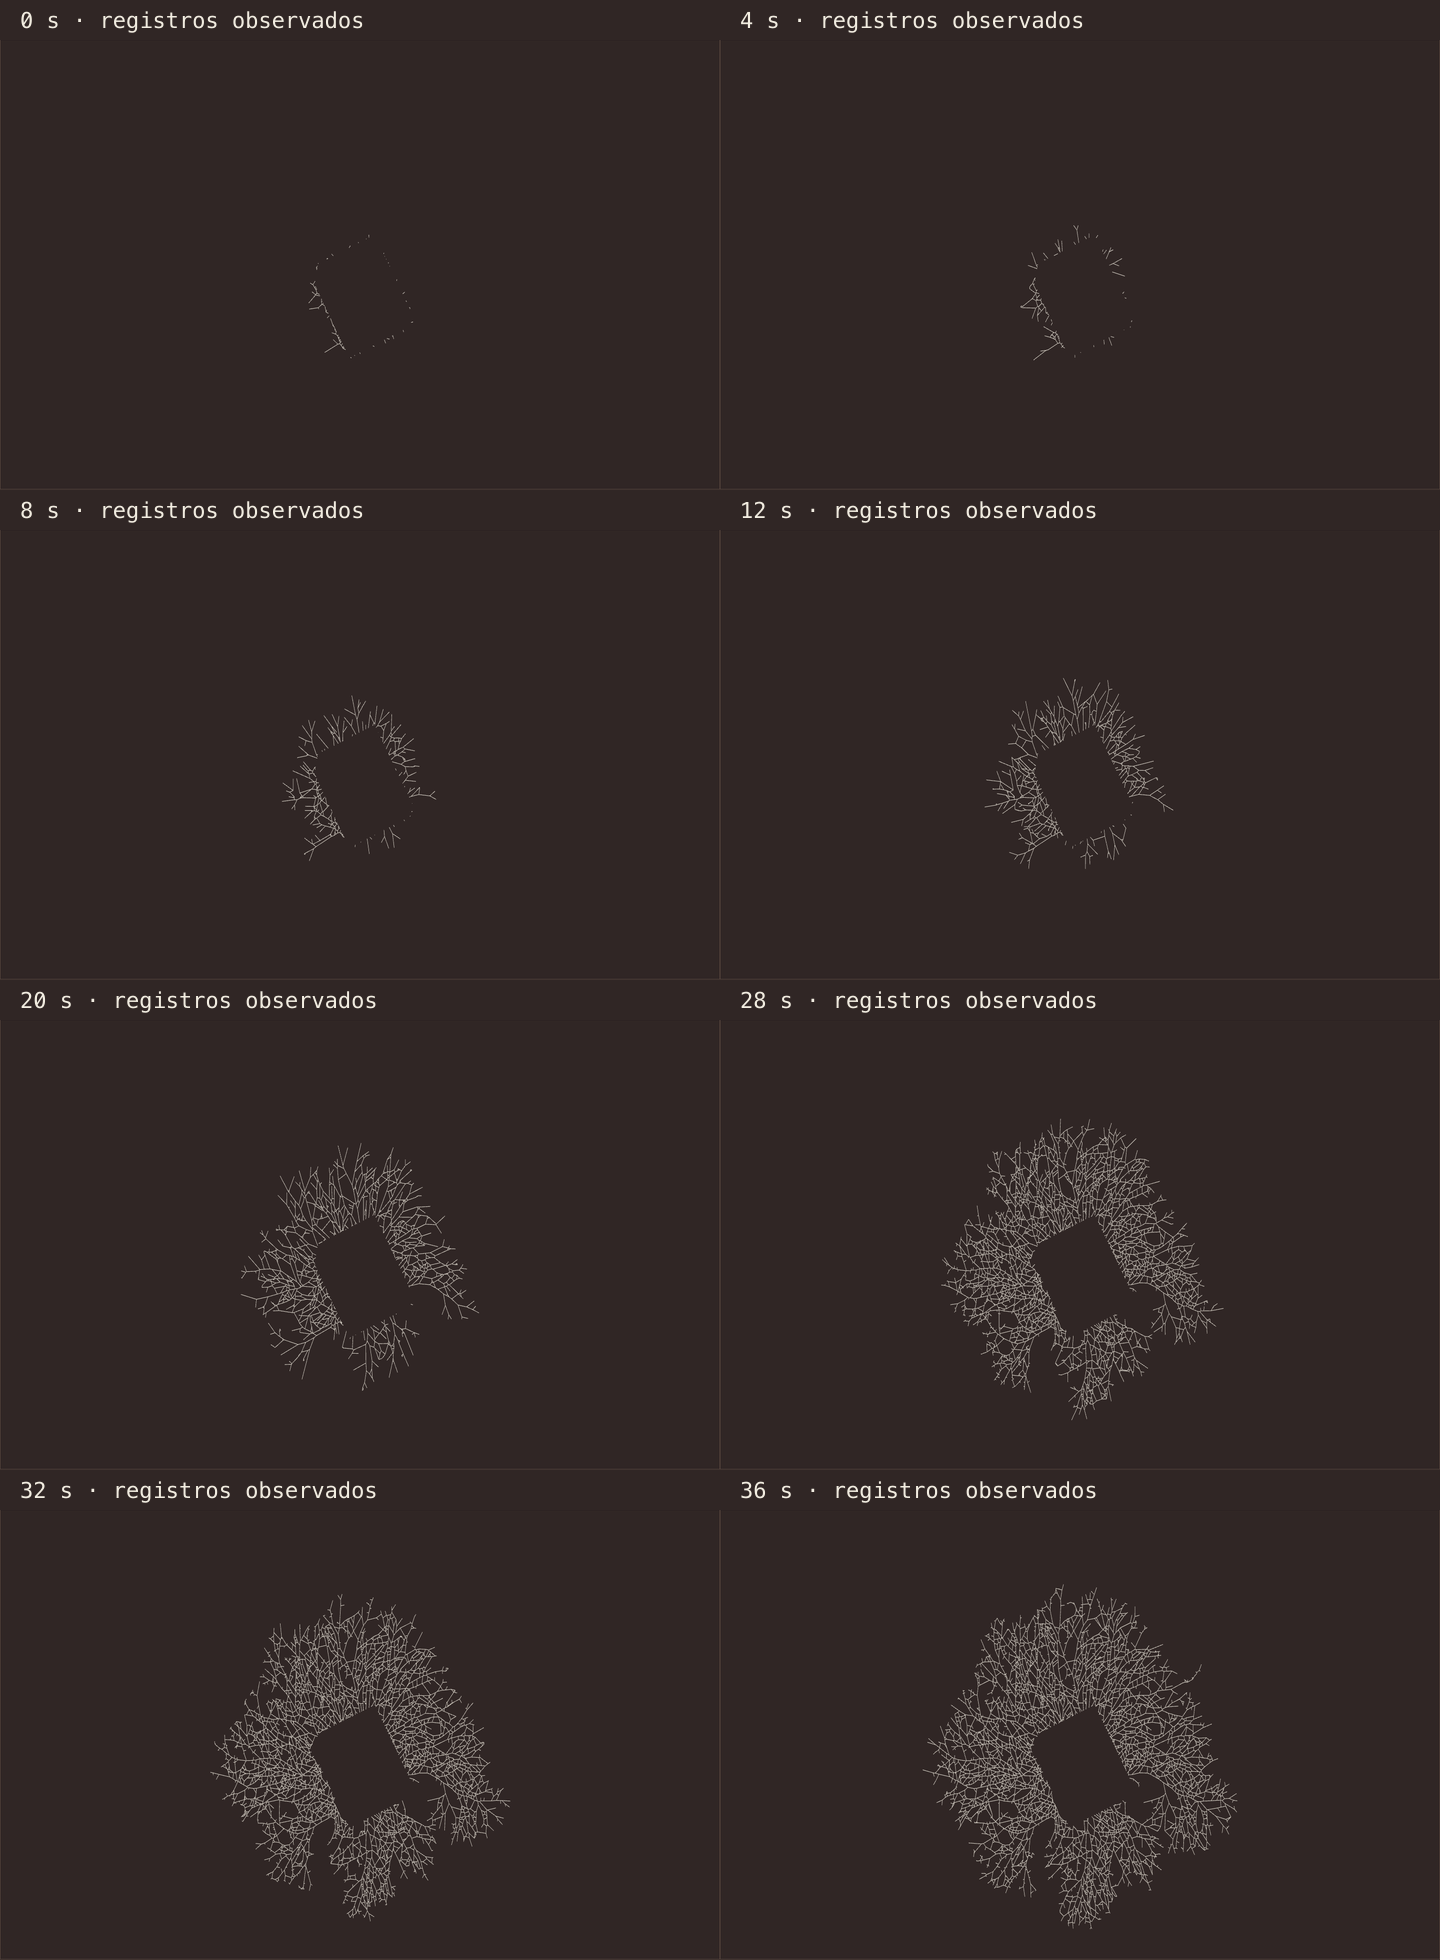 0 s · registros observados
4 s · registros observados
8 s · registros observados
12 s · registros observados
20 s · registros observados
28 s · registros observados
32 s · registros observados
36 s · registros observados